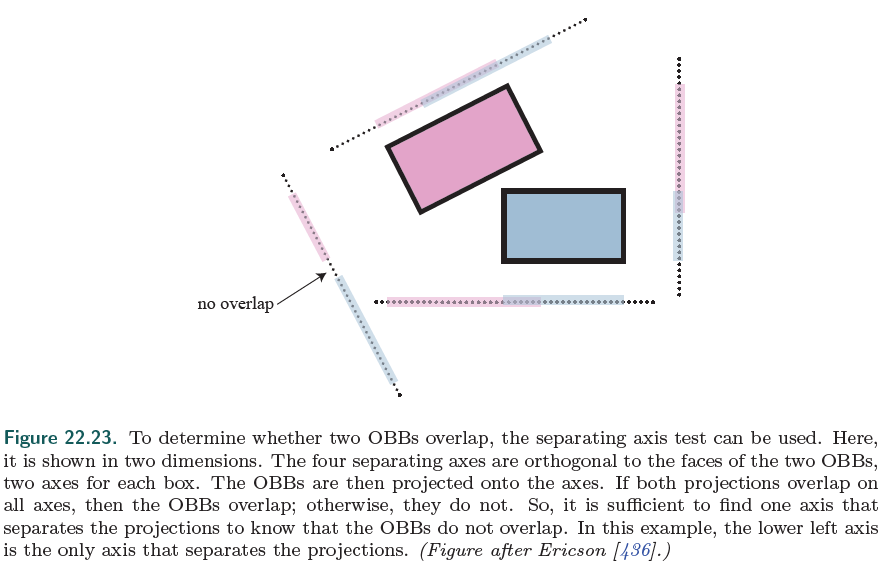 no overlap
Figure 22.23. To determine whether two OBBs overlap, the separating axis test can be used. Here,
it is shown in two dimensions. The four separating axes are orthogonal to the faces of the two OBBs,
two axes for each box. The OBBs are then projected onto the axes. If both projections overlap on
all axes, then the OBBs overlap; otherwise, they do not. So, it is sufficient to find one axis that
separates the projections to know that the OBBs do not overlap. In this example, the lower left axis
is the only axis that separates the projections. (Figure after Ericson [436].)